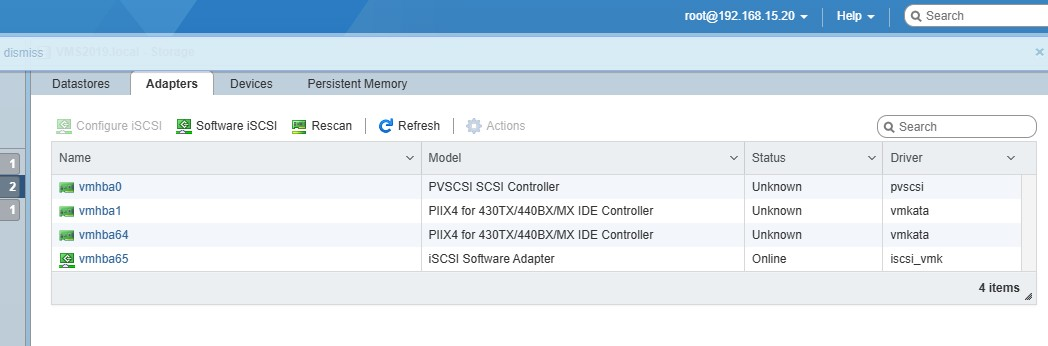 root@192.168.15.20 Help Search
dismiss VMS2019.local - Storage
Datastores Adapters Devices Persistent Memory
Configure iSCSI Software iSCSI Rescan Refresh Actions Search
Name Model Status Driver
1
vmhba0 PVSCSI SCSI Controller Unknown pvscsi
2
vmhba1 PIIX4 for 430TX/440BX/MX IDE Controller Unknown vmkata
1
vmhba64 PIIX4 for 430TX/440BX/MX IDE Controller Unknown vmkata
vmhba65 iSCSI Software Adapter Online iscsi_vmk
4 items